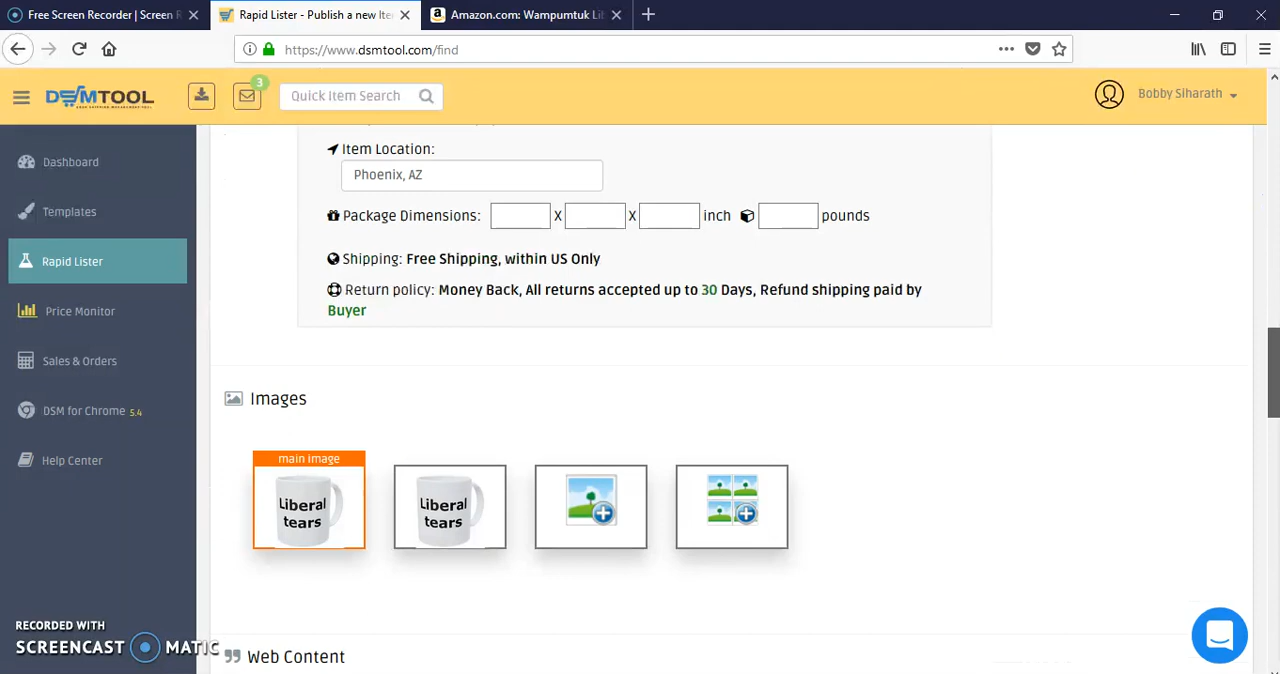 Free Screen Recorder | Screen R
Rapid Lister - Publish a new Ite
Amazon.com: Wampumtuk Lib
https://www.dsmtool.com/find
DSMTOOL
3
Quick Item Search
Bobby Siharath
Dashboard
Templates
Rapid Lister
Price Monitor
Sales & Orders
DSM for Chrome 5.4
Help Center
Item Location:
Phoenix, AZ
Package Dimensions: X X inch pounds
Shipping: Free Shipping, within US Only
Return policy: Money Back, All returns accepted up to 30 Days, Refund shipping paid by
Buyer
Images
main image
Liberal
tears
Liberal
tears
Web Content
RECORDED WITH
SCREENCAST MATIC